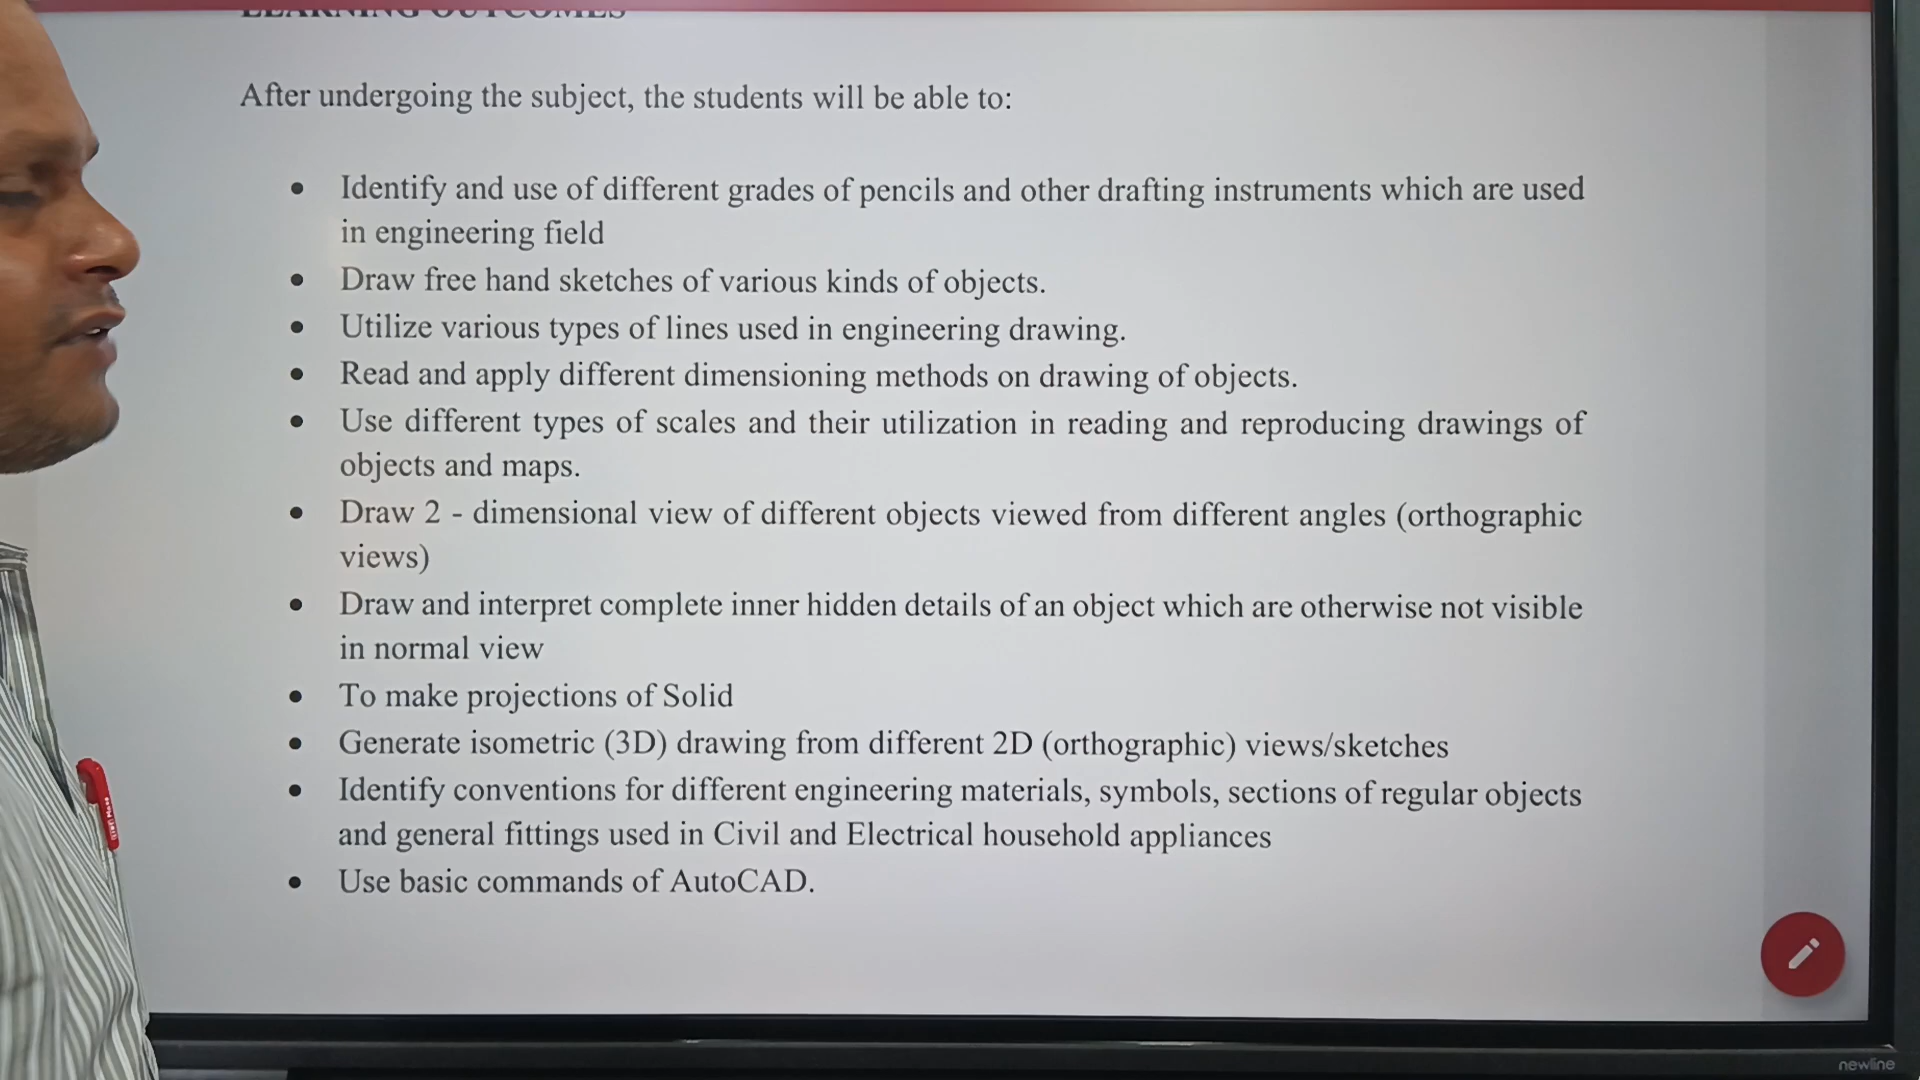 LEARNING OUTCOMES
After undergoing the subject, the students will be able to:
• Identify and use of different grades of pencils and other drafting instruments which are used
in engineering field
• Draw free hand sketches of various kinds of objects.
• Utilize various types of lines used in engineering drawing.
• Read and apply different dimensioning methods on drawing of objects.
• Use different types of scales and their utilization in reading and reproducing drawings of
objects and maps.
• Draw 2 - dimensional view of different objects viewed from different angles (orthographic
views)
• Draw and interpret complete inner hidden details of an object which are otherwise not visible
in normal view
• To make projections of Solid
• Generate isometric (3D) drawing from different 2D (orthographic) views/sketches
• Identify conventions for different engineering materials, symbols, sections of regular objects
and general fittings used in Civil and Electrical household appliances
• Use basic commands of AutoCAD.
newline